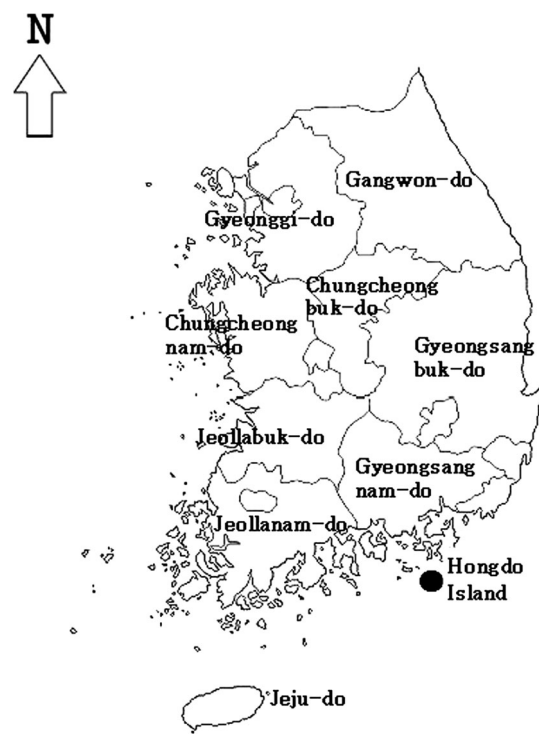 N
Gangwon-do
Gyeonggi-do
Chungcheong
buk-do
Chungcheong
nam-do
Gyeongsang
buk-do
Jeollabuk-do
Gyeongsang
nam-do
Jeollanam-do
Hongdo
Island
Jeju-do